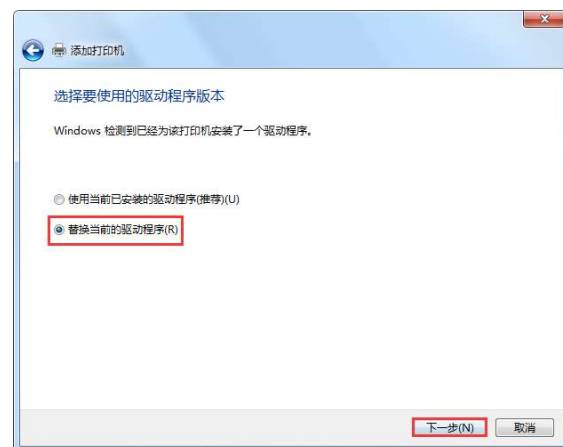 添加打印机
选择要使用的驱动程序版本
Windows 检测到已经为该打印机安装了一个驱动程序。
使用当前已安装的驱动程序(推荐)(U)
替换当前的驱动程序(R)
下一步(N) 取消